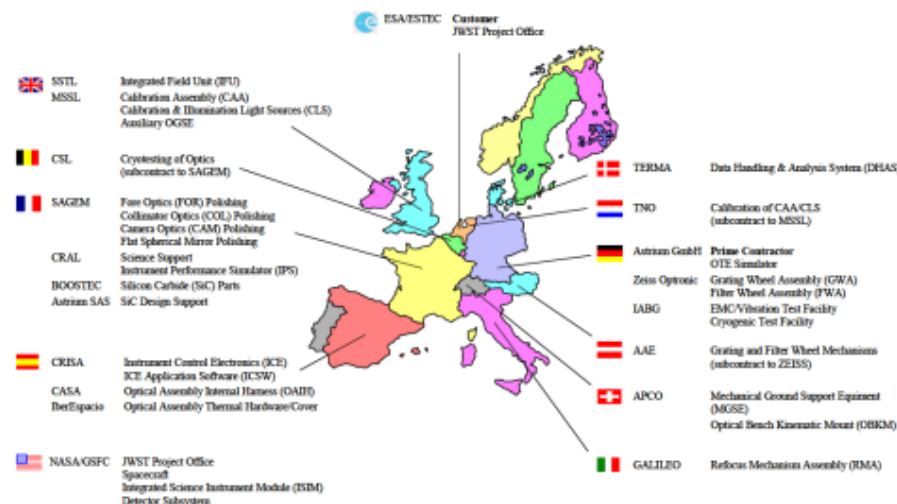 ESA/ESTEC Customer
JWST Project Office
SSTL Integrated Field Unit (IFU)
MSSL Calibration Assembly (CAA)
Calibration & Illumination Light Sources (CLS)
Auxiliary OGSE
CSL Cryotesting of Optics
(subcontract to SAGEM)
SAGEM Fore Optics (FOR) Polishing
Collimator Optics (COL) Polishing
Camera Optics (CAM) Polishing
Flat Spherical Mirror Polishing
CRAL Science Support
Instrument Performance Simulator (IPS)
BOOSTEC Silicon Carbide (SiC) Parts
Astrium SAS SiC Design Support
CRISA Instrument Control Electronics (ICE)
ICE Application Software (ICSW)
CASA Optical Assembly Internal Harness (OAIH)
IberEspacio Optical Assembly Thermal Hardware/Cover
NASA/GSFC JWST Project Office
Spacecraft
Integrated Science Instrument Module (ISIM)
Detector Subsystem
TERMA Data Handling & Analysis System (DHAS)
TNO Calibration of CAA/CLS
(subcontract to MSSL)
Astrium GmbH Prime Contractor
OTE Simulator
Zeiss Optronic Grating Wheel Assembly (GWA)
Filter Wheel Assembly (FWA)
IABG EMC/Vibration Test Facility
Cryogenic Test Facility
AAE Grating and Filter Wheel Mechanisms
(subcontract to ZEISS)
APCO Mechanical Ground Support Equiment
(MGSE)
Optical Bench Kinematic Mount (OBKM)
GALILEO Refocus Mechanism Assembly (RMA)